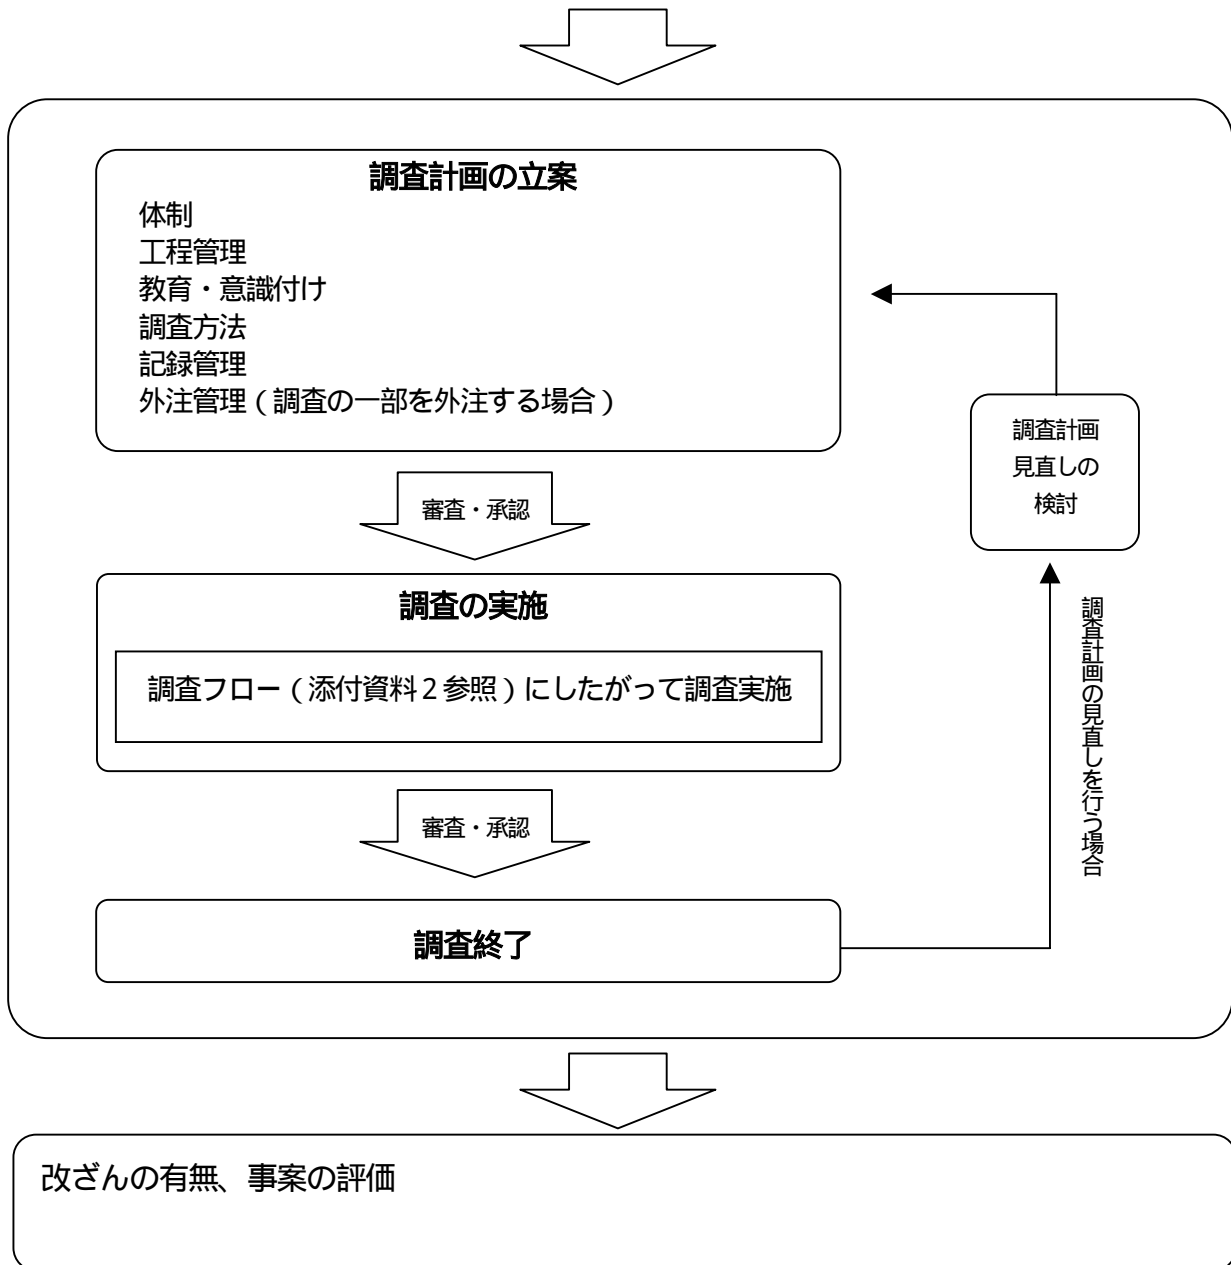 調査計画の立案
体制
工程管理
教育・意識付け
調査方法
記録管理
外注管理（調査の一部を外注する場合）
審査・承認
調査の実施
調査フロー（添付資料２参照）にしたがって調査実施
審査・承認
調査終了
調査計画の見直しを行う場合
調査計画
見直しの
検討
改ざんの有無、事案の評価